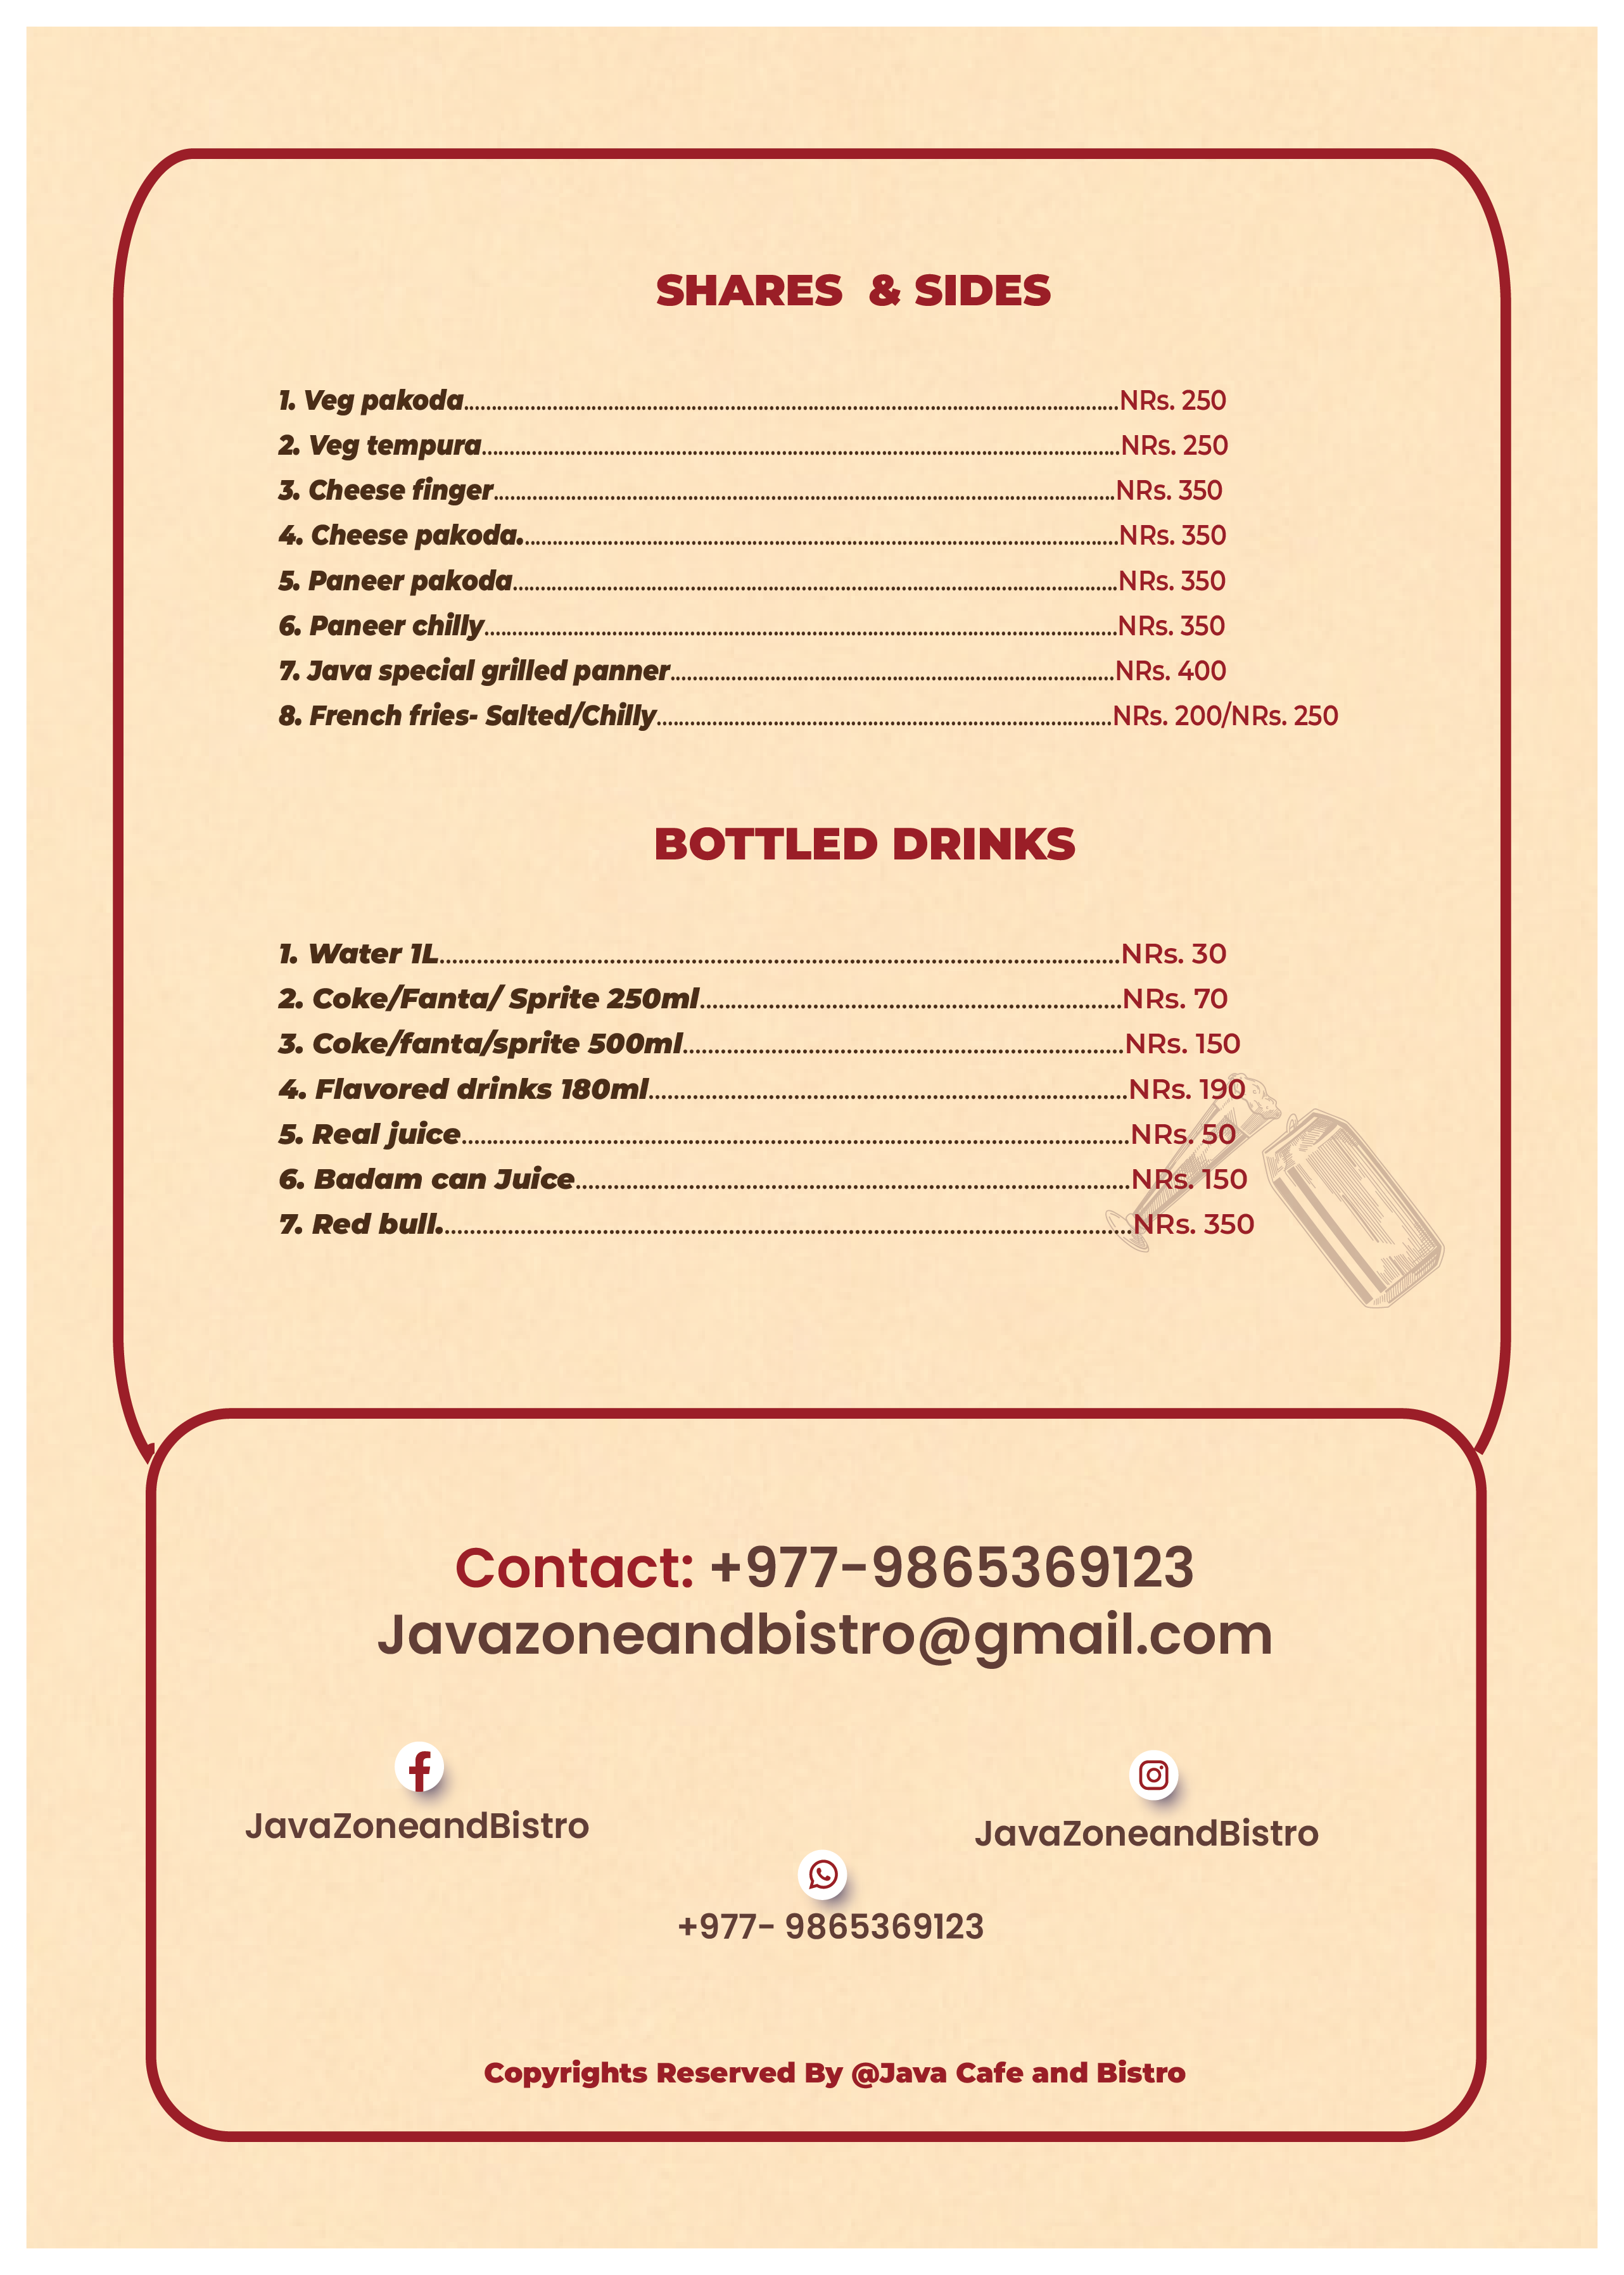 SHARES & SIDES
1. Veg pakoda........................NRs. 250
2. Veg tempura........................NRs. 250
3. Cheese finger........................NRs. 350
4. Cheese pakoda.........................NRs. 350
5. Paneer pakoda........................NRs. 350
6. Paneer chilly........................NRs. 350
7. Java special grilled panner........................NRs. 400
8. French fries- Salted/Chilly........................NRs. 200/NRs. 250
BOTTLED DRINKS
1. Water 1L........................NRs. 30
2. Coke/Fanta/ Sprite 250ml........................NRs. 70
3. Coke/fanta/sprite 500ml........................NRs. 150
4. Flavored drinks 180ml........................NRs. 190
5. Real juice........................NRs. 50
6. Badam can Juice........................NRs. 150
7. Red bull.........................NRs. 350
Contact: +977-9865369123
Javazoneandbistro@gmail.com
JavaZoneandBistro
JavaZoneandBistro
+977- 9865369123
Copyrights Reserved By @Java Cafe and Bistro